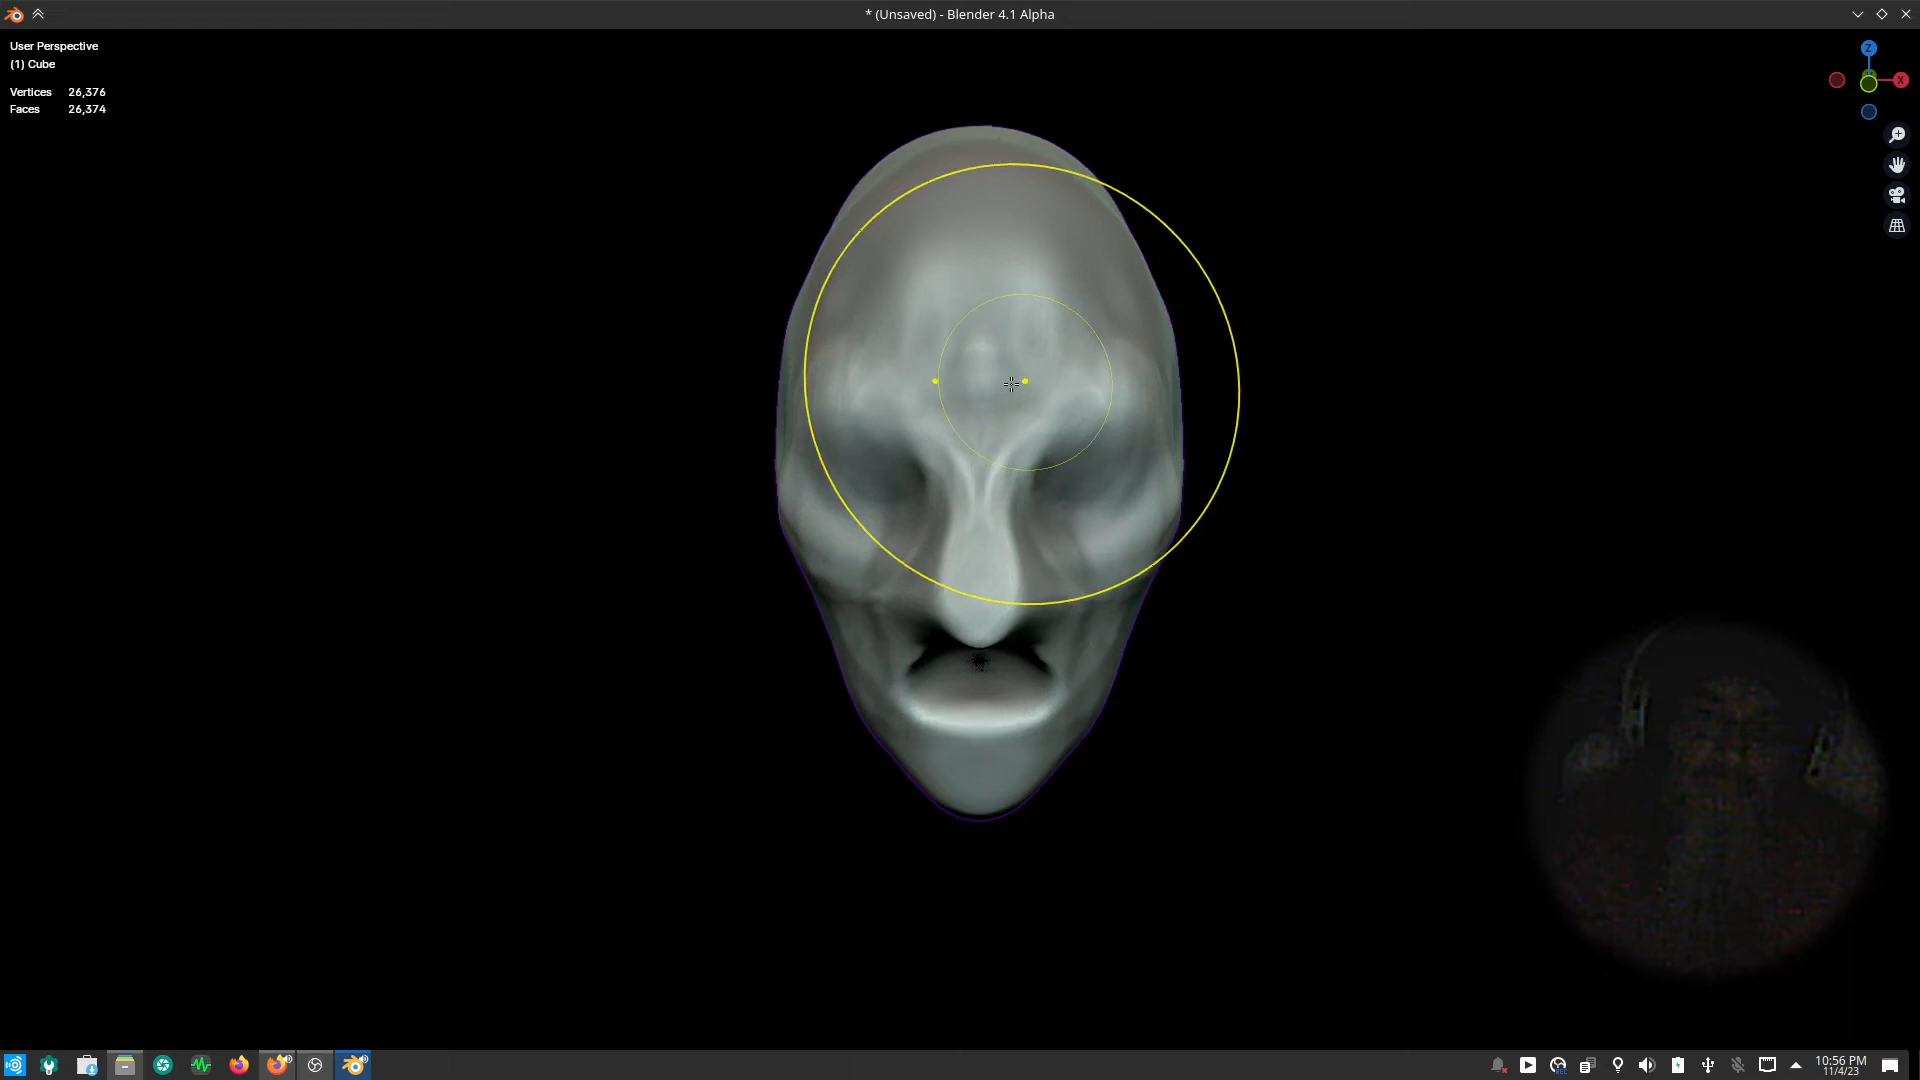 * (Unsaved) - Blender 4.1 Alpha
User Perspective
(1) Cube
Vertices 26,376
Faces 26,374
Z
X
REC
10:56 PM
11/4/23